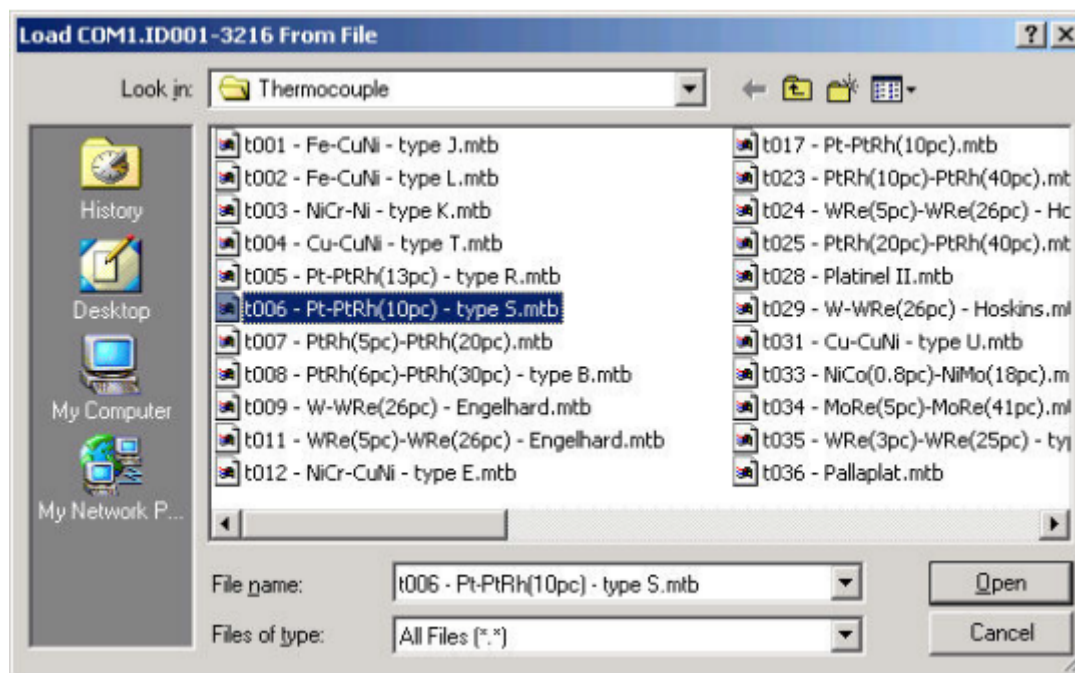 Load COM1.ID001-3216 From File
Look in: Thermocouple
History
Desktop
My Computer
My Network P...
t001 - Fe-CuNi - type J.mtb
t002 - Fe-CuNi - type L.mtb
t003 - NiCr-Ni - type K.mtb
t004 - Cu-CuNi - type T.mtb
t005 - Pt-PtRh(13pc) - type R.mtb
t006 - Pt-PtRh(10pc) - type S.mtb
t007 - PtRh(5pc)-PtRh(20pc).mtb
t008 - PtRh(6pc)-PtRh(30pc) - type B.mtb
t009 - W-WRe(26pc) - Engelhard.mtb
t011 - WRe(5pc)-WRe(26pc) - Engelhard.mtb
t012 - NiCr-CuNi - type E.mtb
t017 - Pt-PtRh(10pc).mtb
t023 - PtRh(10pc)-PtRh(40pc).mt
t024 - WRe(5pc)-WRe(26pc) - Ho
t025 - PtRh(20pc)-PtRh(40pc).mt
t028 - Platinel II.mtb
t029 - W-WRe(26pc) - Hoskins.m
t031 - Cu-CuNi - type U.mtb
t033 - NiCo(0.8pc)-NiMo(18pc).m
t034 - MoRe(5pc)-MoRe(41pc).m
t035 - WRe(3pc)-WRe(25pc) - typ
t036 - Pallaplat.mtb
File name: t006 - Pt-PtRh(10pc) - type S.mtb Open
Files of type: All Files (*.*) Cancel